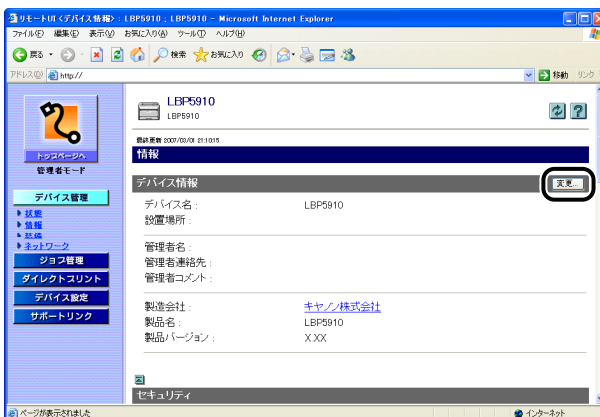 リモートUI <デバイス情報> : LBP5910 ; LBP5910 - Microsoft Internet Explorer
ファイル(F) 編集(E) 表示(V) お気に入り(A) ツール(T) ヘルプ(H)
戻る 検索 お気に入り
アドレス(D) http:// 移動 リンク
LBP5910
LBP5910
最終更新 2007/03/01 21:10:15
トップページへ
管理者モード
情報
デバイス管理
状態
情報
ネットワーク
ジョブ管理
ダイレクトプリント
デバイス設定
サポートリンク
デバイス情報 変更...
デバイス名 : LBP5910
設置場所 :
管理者名 :
管理者連絡先 :
管理者コメント :
製造会社 : キヤノン株式会社
製品名 : LBP5910
製品バージョン : X.XX
セキュリティ
ページが表示されました インターネット